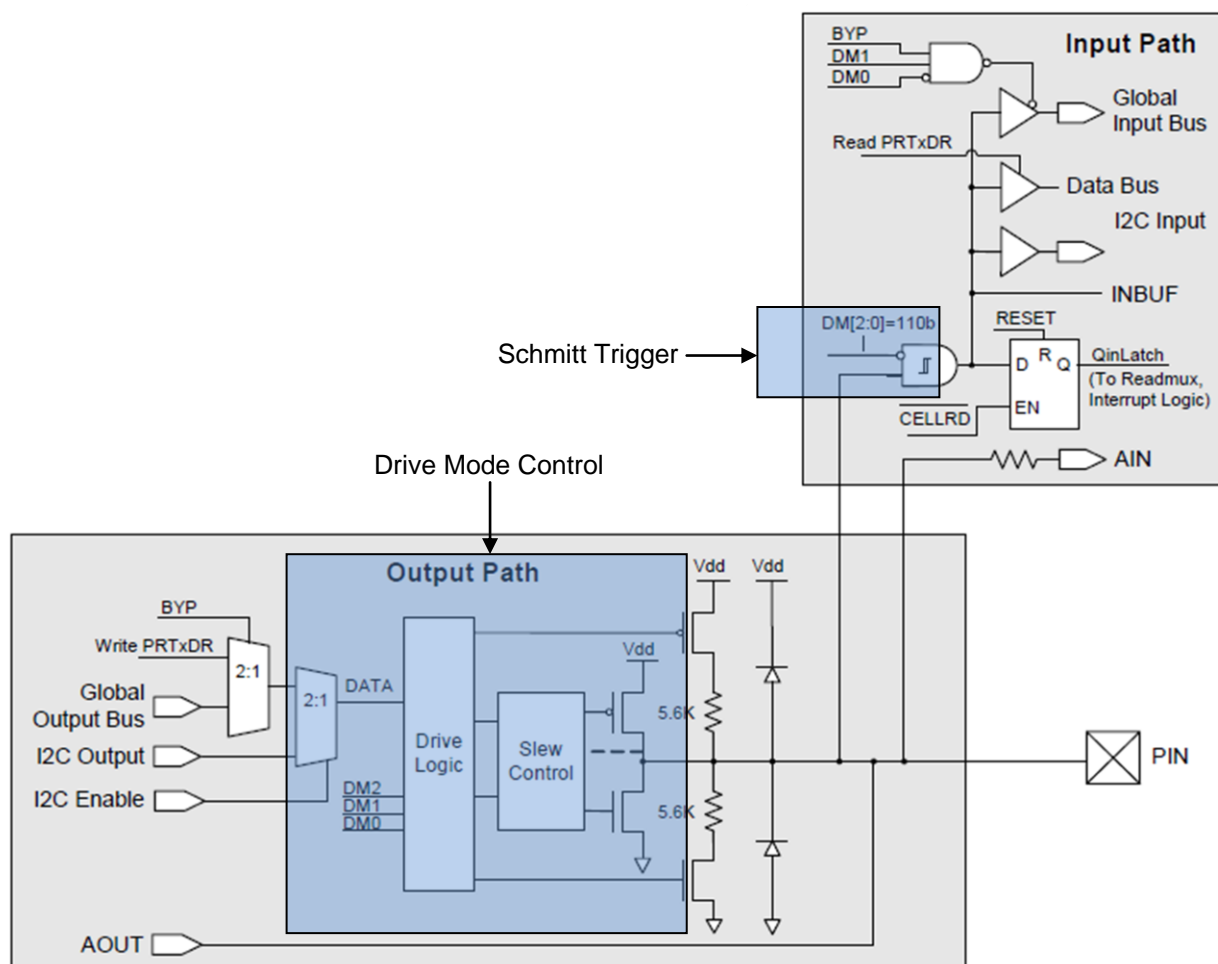 BYP
DM1
DM0
Input Path
Global
Input Bus
Read PRTxDR
Data Bus
I2C Input
INBUF
DM[2:0]=110b
RESET
Schmitt Trigger
D
R
Q
EN
QinLatch
(To Readmux,
Interrupt Logic)
CELLRD
AIN
Drive Mode Control
Output Path
Vdd
Vdd
BYP
Write PRTxDR
2:1
Global
Output Bus
2:1
DATA
Vdd
5.6K
I2C Output
Drive
Logic
Slew
Control
PIN
I2C Enable
DM2
DM1
DM0
5.6K
AOUT